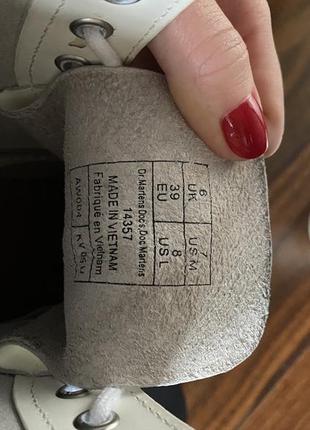 6 UK
7 US M
39 EU
8 US L
Dr.Martens Doc's Doc Martens
14357
MADE IN VIETNAM
Fabriqué en Vietnam
AW004